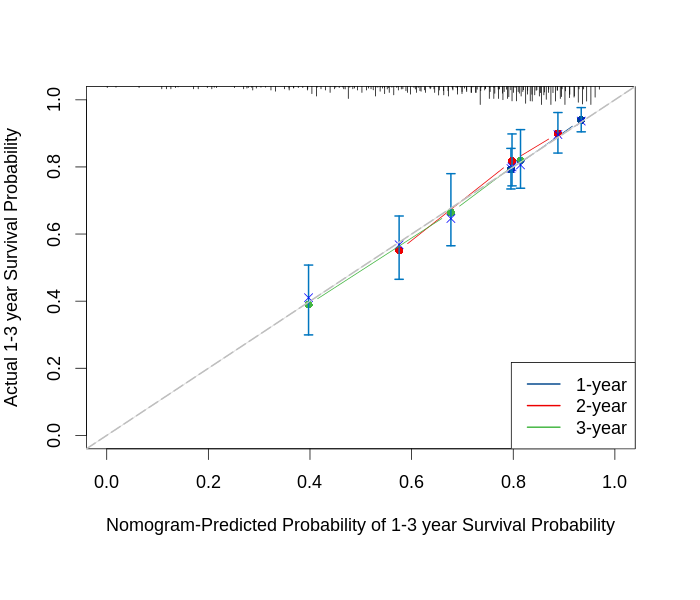 Actual 1-3 year Survival Probability
1.0
0.8
0.6
0.4
0.2
0.0
1-year
2-year
3-year
0.0 0.2 0.4 0.6 0.8 1.0
Nomogram-Predicted Probability of 1-3 year Survival Probability